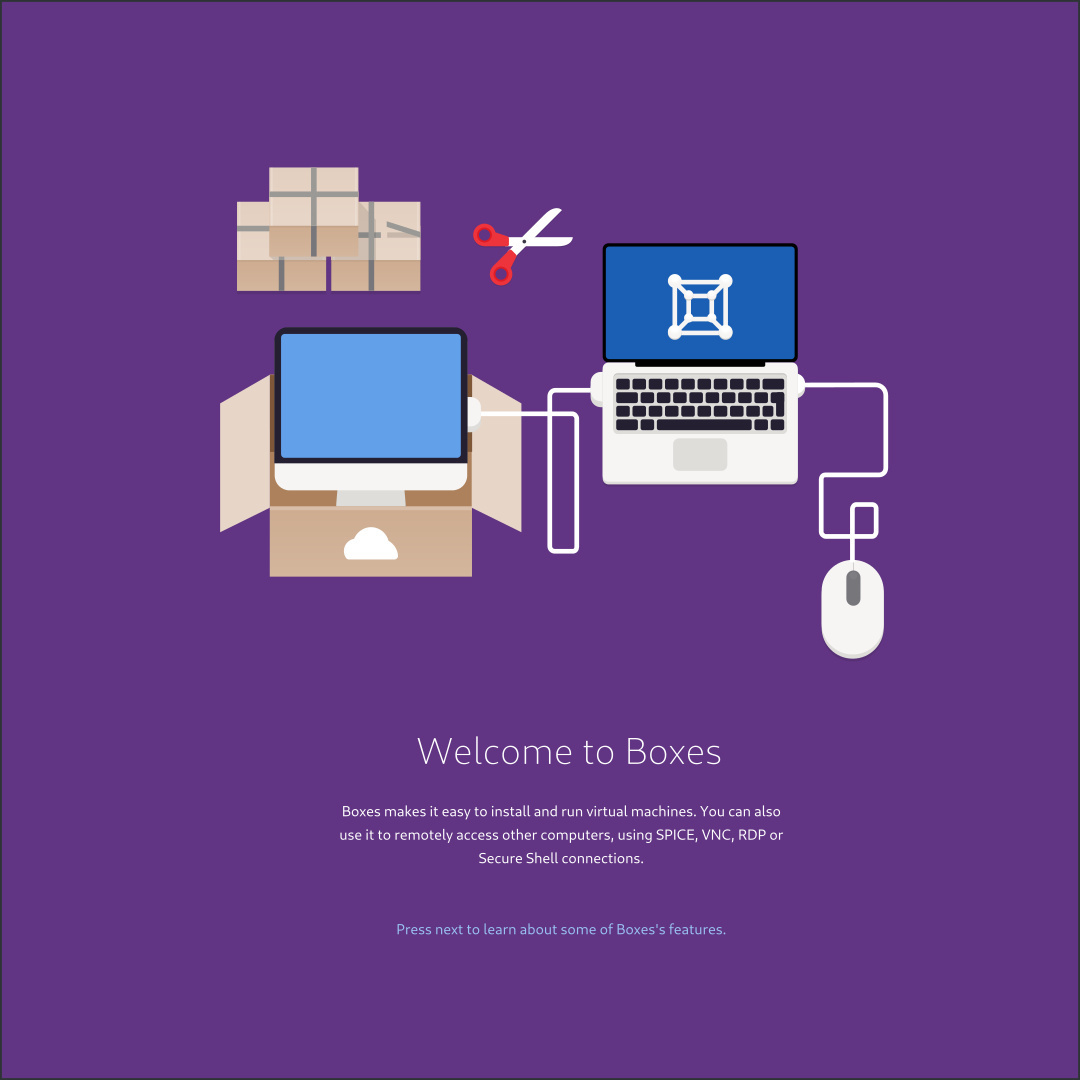 Welcome to Boxes
Boxes makes it easy to install and run virtual machines. You can also
use it to remotely access other computers, using SPICE, VNC, RDP or
Secure Shell connections.
Press next to learn about some of Boxes's features.